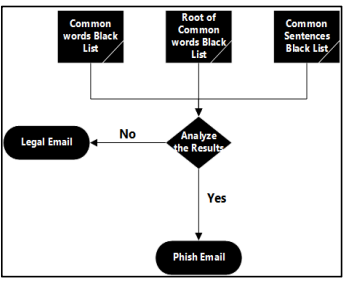 Common
words Black
List
Root of
Common
words Black
List
Common
Sentences
Black List
Analyze
the Results
No
Legal Email
Yes
Phish Email